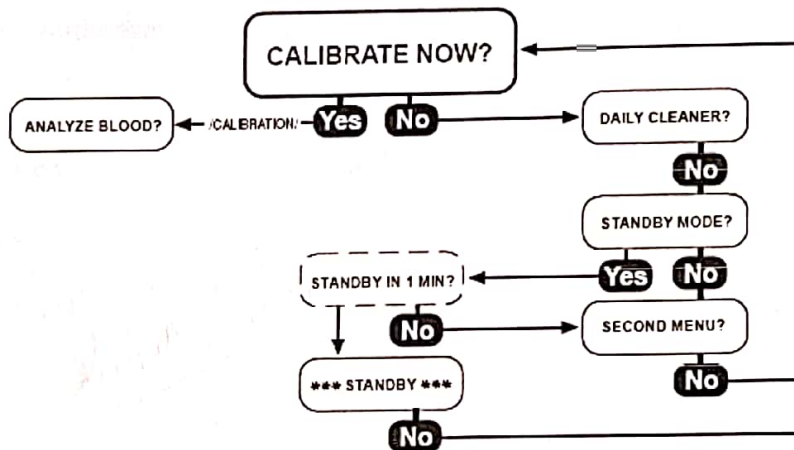 CALIBRATE NOW?
Yes
No
ANALYZE BLOOD?
/CALIBRATION/
DAILY CLEANER?
No
STANDBY MODE?
Yes
No
STANDBY IN 1 MIN?
No
SECOND MENU?
No
*** STANDBY ***
No